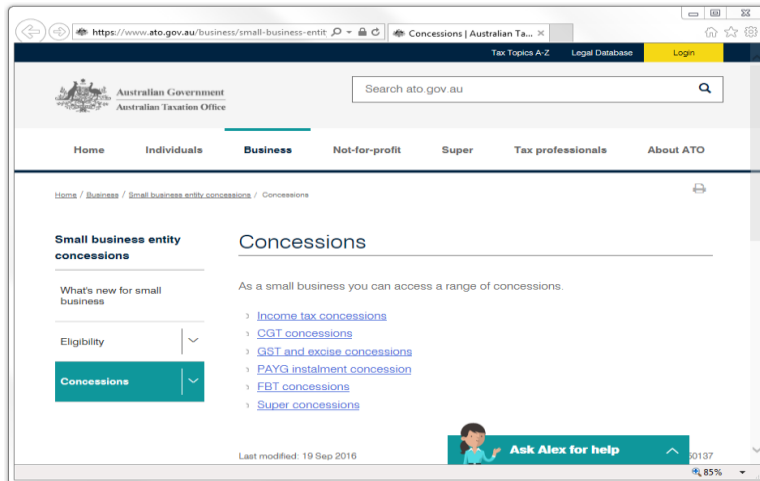 https://www.ato.gov.au/business/small-business-entit
Concessions | Australian Ta...
Tax Topics A-Z Legal Database Login
Australian Government
Australian Taxation Office
Search ato.gov.au
Home Individuals Business Not-for-profit Super Tax professionals About ATO
Home / Business / Small business entity concessions / Concessions
Small business entity
concessions
What's new for small
business
Eligibility
Concessions
Concessions
As a small business you can access a range of concessions.
Income tax concessions
CGT concessions
GST and excise concessions
PAYG instalment concession
FBT concessions
Super concessions
Last modified: 19 Sep 2016
Ask Alex for help
50137
85%